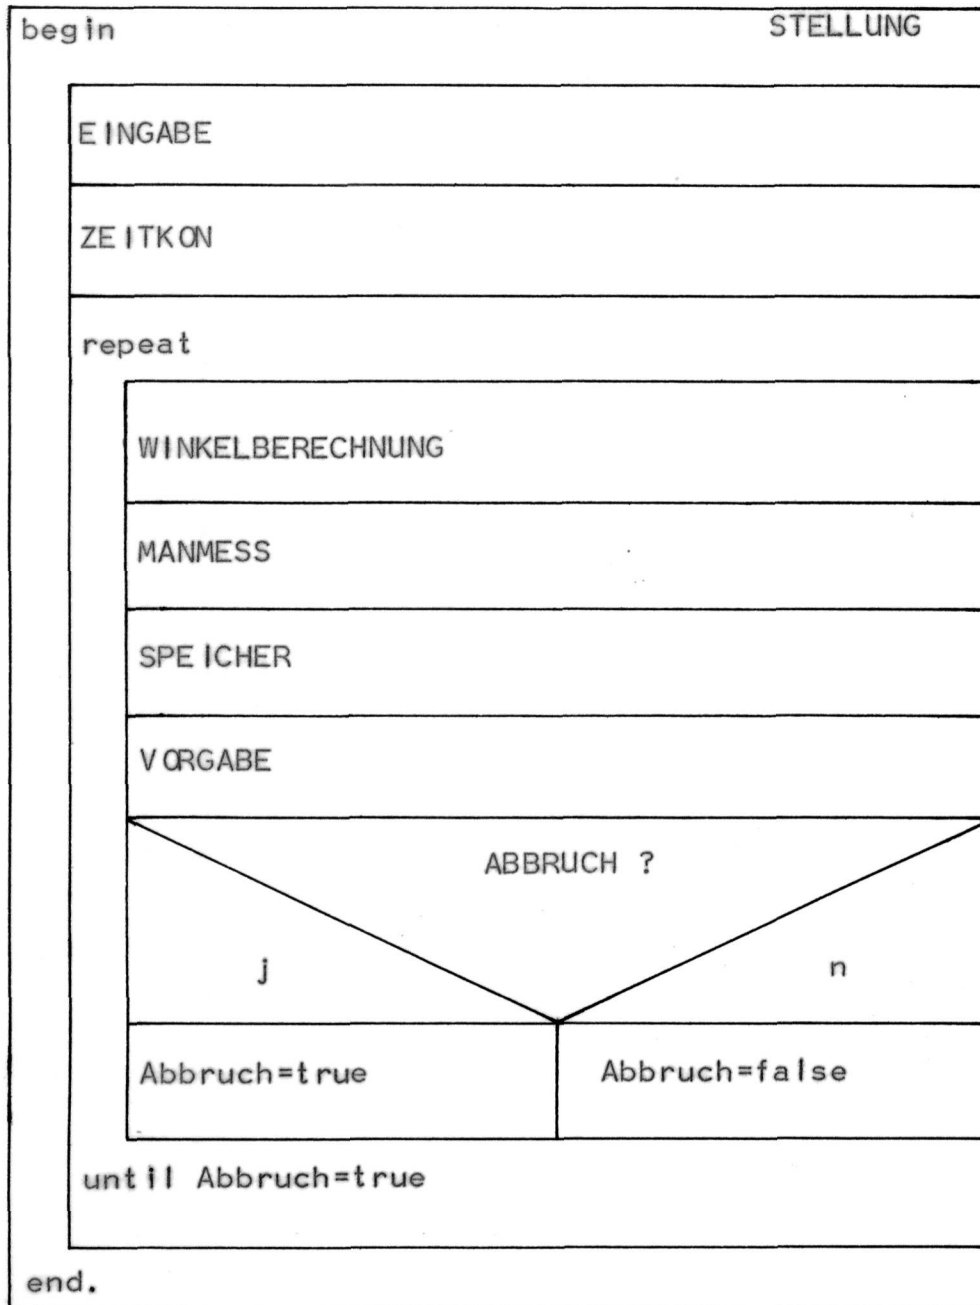 begin STELLUNG
EINGABE
ZEITKON
repeat
WINKELBERECHNUNG
MANMESS
SPEICHER
VORGABE
ABBRUCH ?
j n
Abbruch=true Abbruch=false
until Abbruch=true
end.